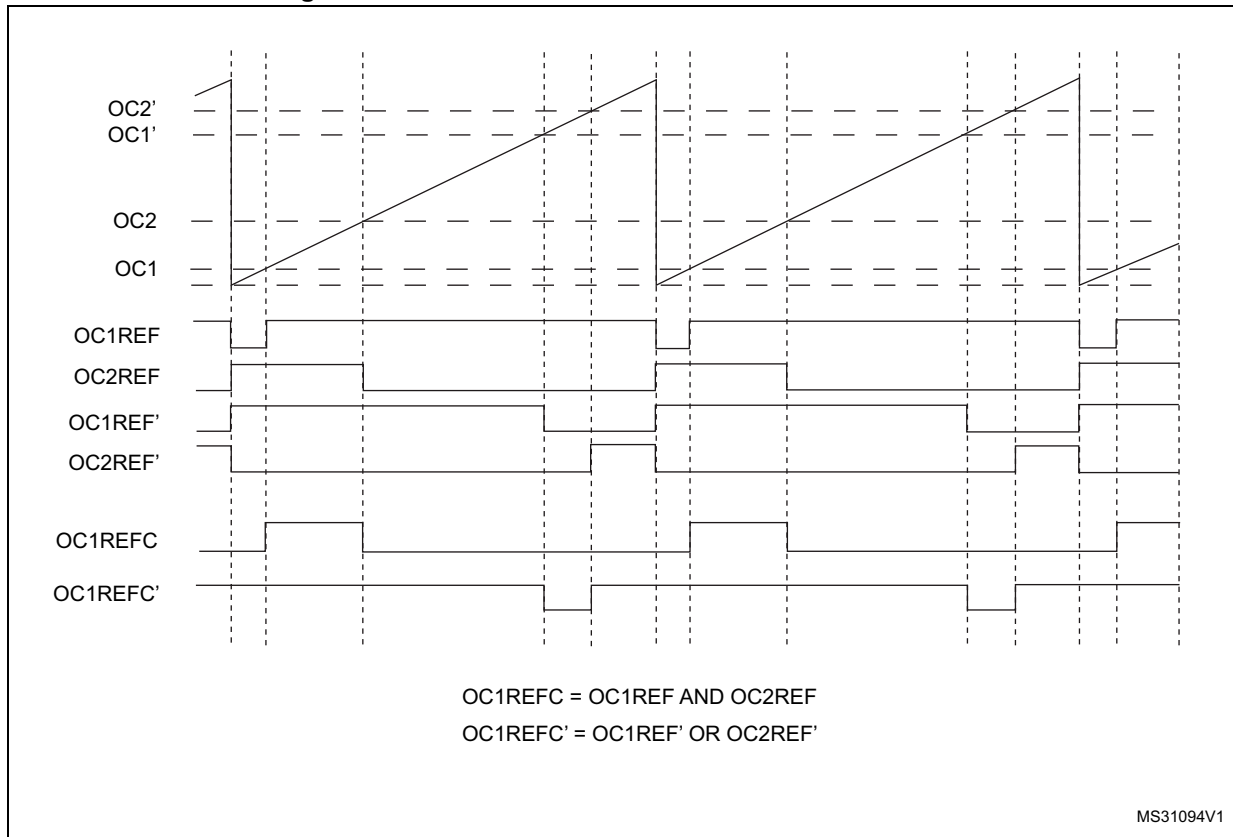 OC2’
OC1’
OC2
OC1
OC1REF
OC2REF
OC1REF’
OC2REF’
OC1REFC
OC1REFC’
OC1REFC = OC1REF AND OC2REF
OC1REFC’ = OC1REF’ OR OC2REF’
MS31094V1